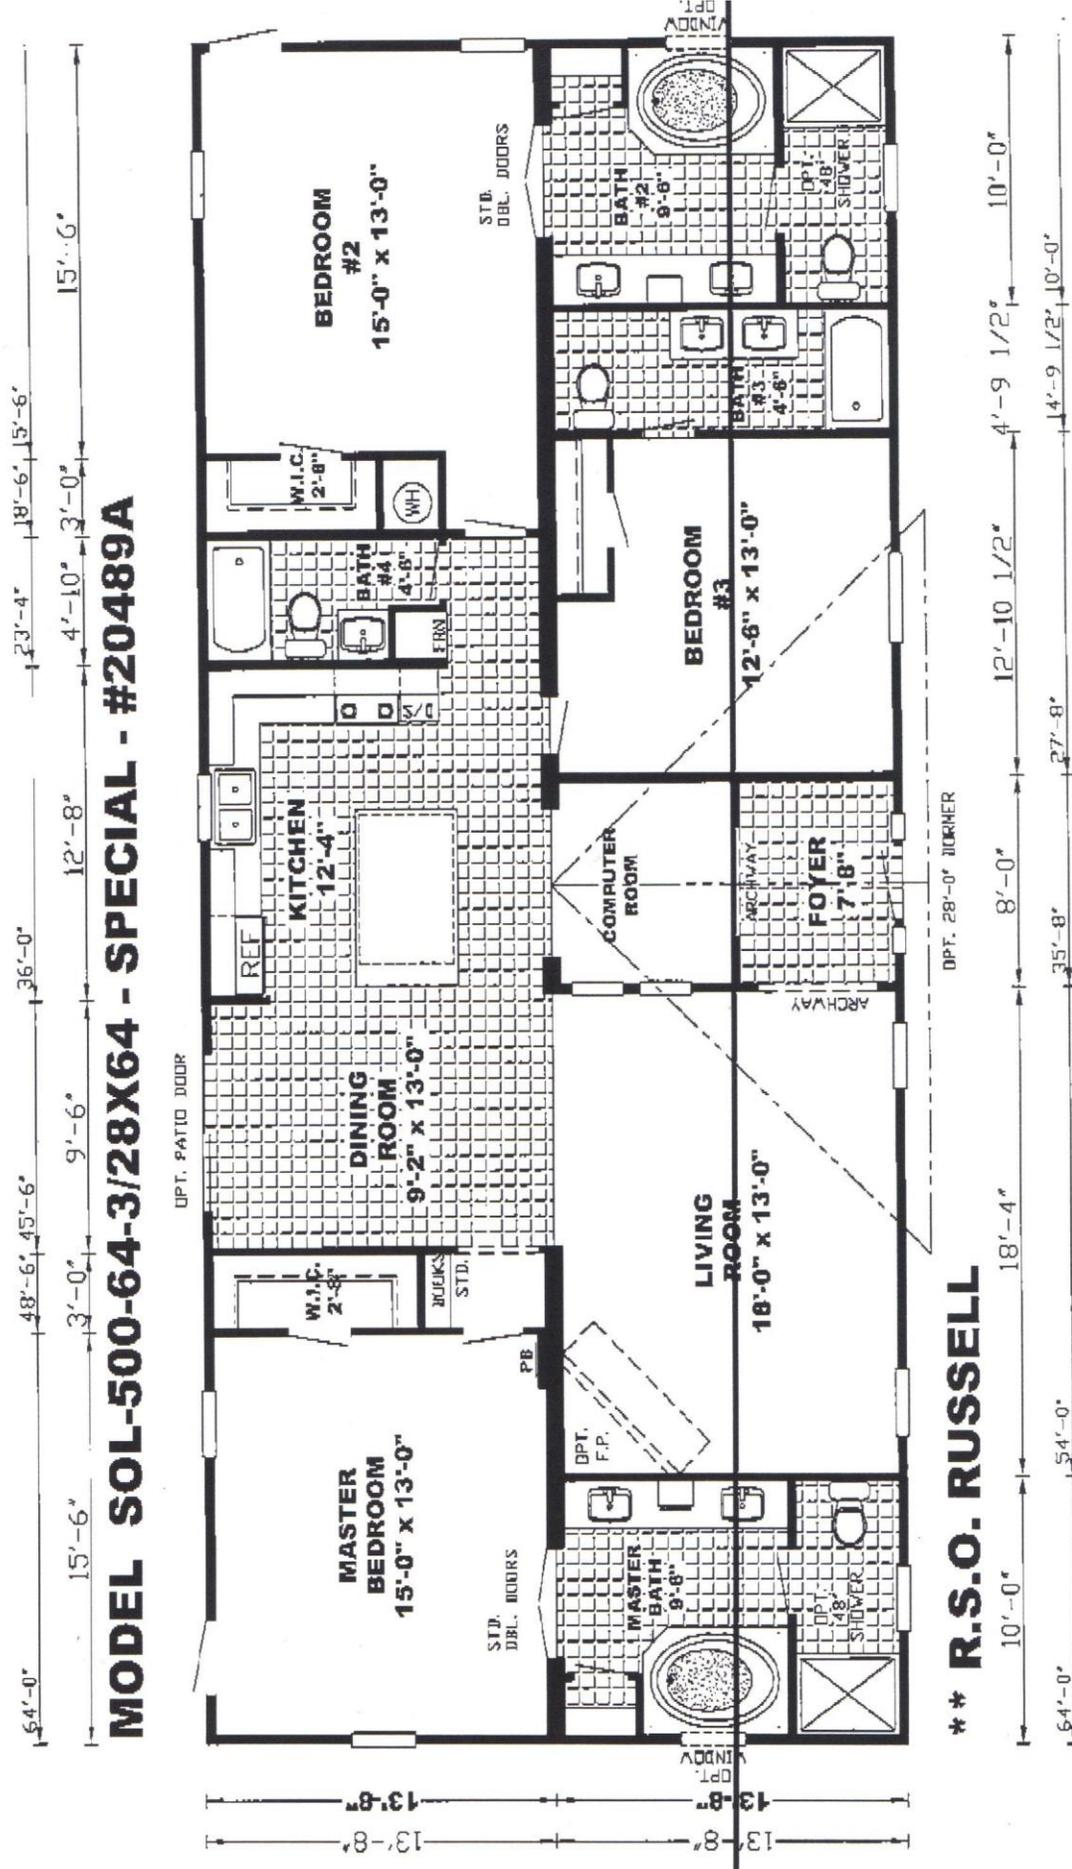 MODEL SOL-500-64-3/28X64 - SPECIAL - #20489A
64'-0"
48'-6"
45'-6"
36'-0"
23'-4"
18'-6"
15'-6"
15'-6"
3'-0"
9'-6"
12'-8"
4'-10"
3'-0"
15'-6"
OPT. PATIO DOOR
MASTER
BEDROOM
15'-0" x 13'-0"
STD.
DBL. DOORS
W.I.C.
2'-8"
BOOKS
STD.
PB
DINING
ROOM
9'-2" x 13'-0"
KITCHEN
12'-4"
REF
D/S
BATH
#4
4'-6"
FRN
W.I.C.
2'-8"
WH
BEDROOM
#2
15'-0" x 13'-0"
STD.
DBL. DOORS
13'-8"
13'-8"
13'-8"
13'-8"
OPT.
WINDOW
MASTER
BATH
9'-6"
OPT.
48"
SHOWER
OPT.
F.P.
LIVING
ROOM
18'-0" x 13'-0"
COMPUTER
ROOM
ARCHWAY
ARCHWAY
FOYER
7'-8"
BEDROOM
#3
12'-6" x 13'-0"
BATH
#3
4'-6"
BATH
#2
9'-6"
OPT.
48"
SHOWER
OPT.
WINDOW
OPT. 28'-0" DORMER
** R.S.O. RUSSELL
10'-0"
18'-4"
8'-0"
12'-10 1/2"
4'-9 1/2"
10'-0"
64'-0"
54'-0"
35'-8"
27'-8"
14'-9 1/2"
10'-0"